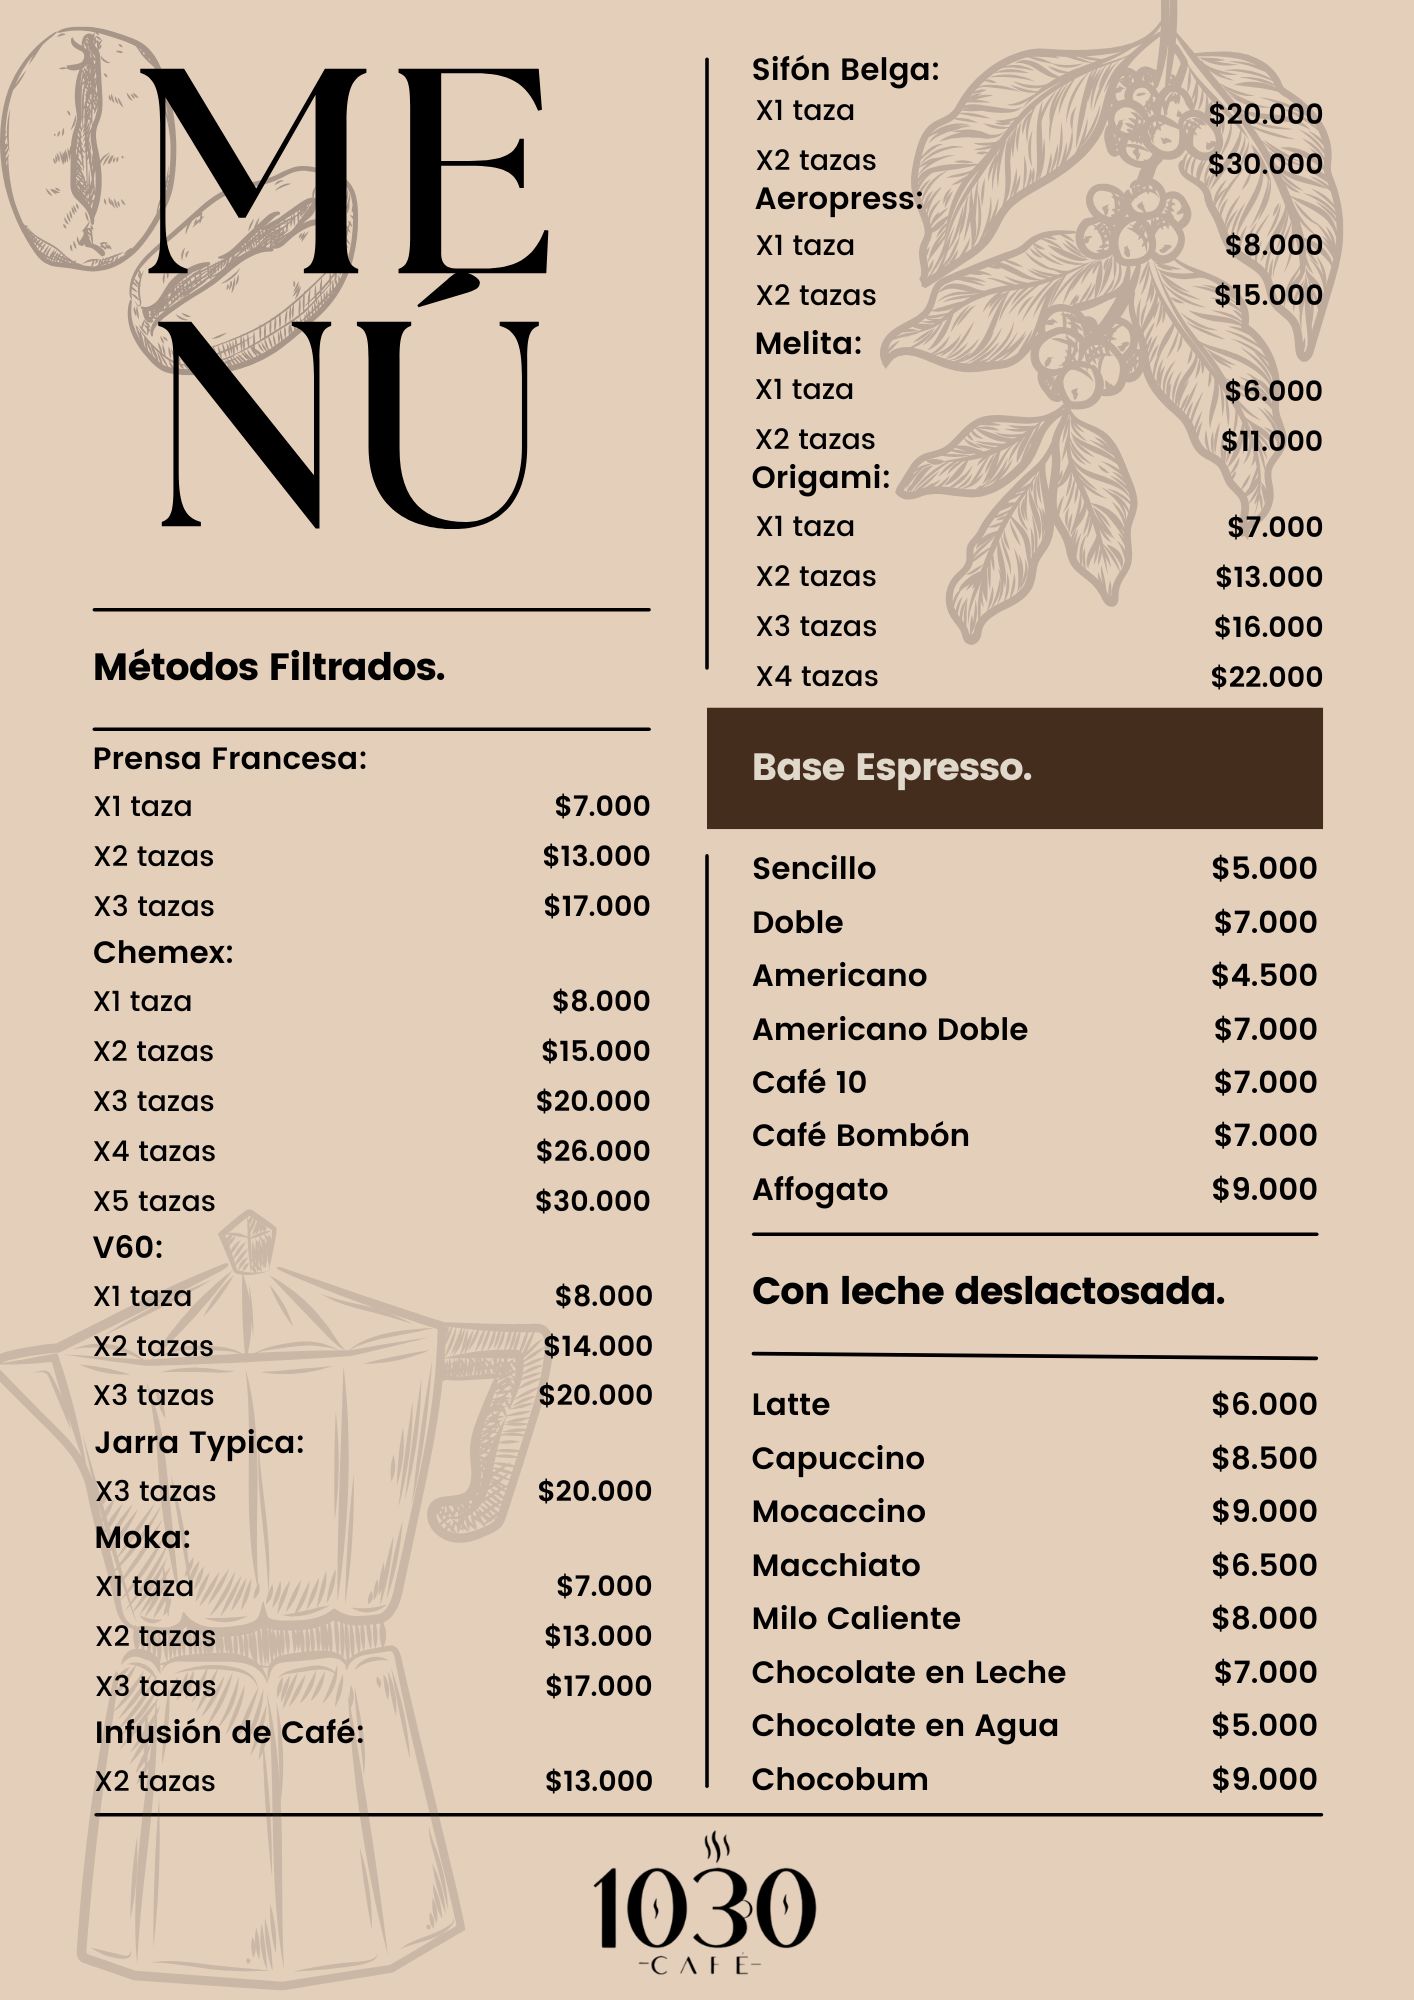 ME
NÚ
Métodos Filtrados.
Prensa Francesa:
X1 taza $7.000
X2 tazas $13.000
X3 tazas $17.000
Chemex:
X1 taza $8.000
X2 tazas $15.000
X3 tazas $20.000
X4 tazas $26.000
X5 tazas $30.000
V60:
X1 taza $8.000
X2 tazas $14.000
X3 tazas $20.000
Jarra Typica:
X3 tazas $20.000
Moka:
X1 taza $7.000
X2 tazas $13.000
X3 tazas $17.000
Infusión de Café:
X2 tazas $13.000
Sifón Belga:
X1 taza $20.000
X2 tazas $30.000
Aeropress:
X1 taza $8.000
X2 tazas $15.000
Melita:
X1 taza $6.000
X2 tazas $11.000
Origami:
X1 taza $7.000
X2 tazas $13.000
X3 tazas $16.000
X4 tazas $22.000
Base Espresso.
Sencillo $5.000
Doble $7.000
Americano $4.500
Americano Doble $7.000
Café 10 $7.000
Café Bombón $7.000
Affogato $9.000
Con leche deslactosada.
Latte $6.000
Capuccino $8.500
Mocaccino $9.000
Macchiato $6.500
Milo Caliente $8.000
Chocolate en Leche $7.000
Chocolate en Agua $5.000
Chocobum $9.000
1030
-CAFÉ-